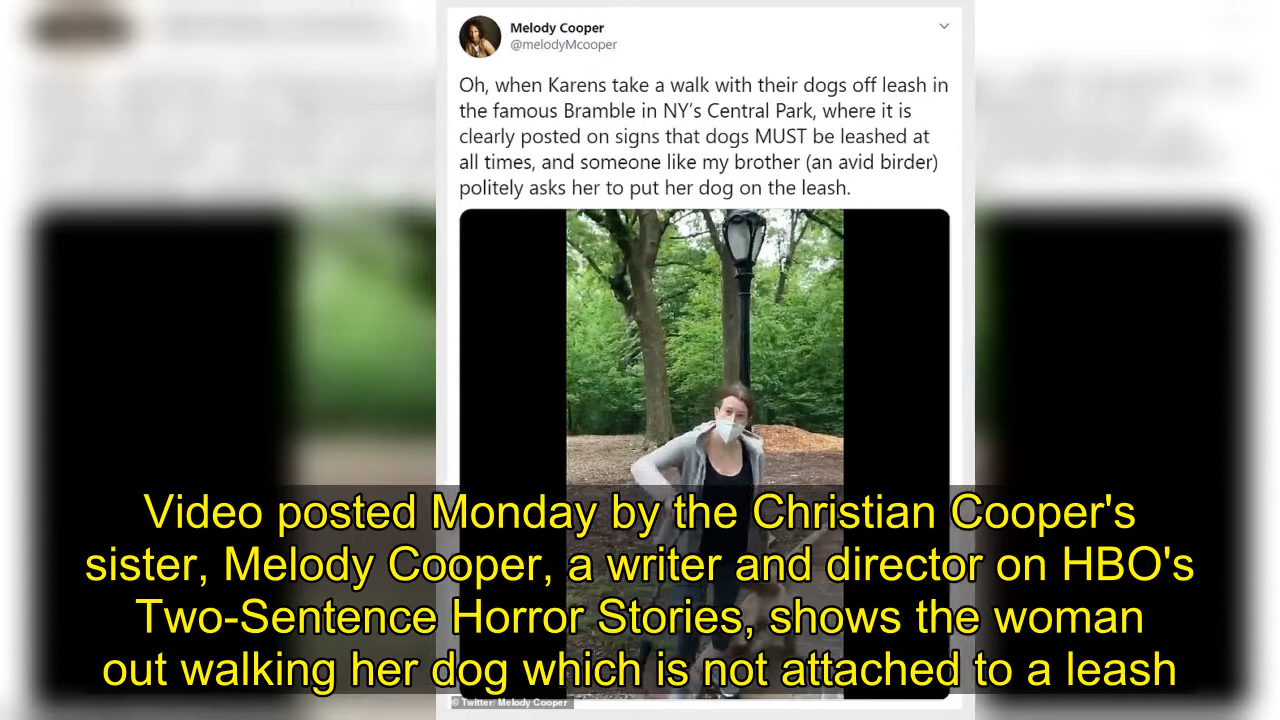 Melody Cooper
@melodyMcooper
Oh, when Karens take a walk with their dogs off leash in
the famous Bramble in NY’s Central Park, where it is
clearly posted on signs that dogs MUST be leashed at
all times, and someone like my brother (an avid birder)
politely asks her to put her dog on the leash.
Video posted Monday by the Christian Cooper's
sister, Melody Cooper, a writer and director on HBO's
Two-Sentence Horror Stories, shows the woman
out walking her dog which is not attached to a leash
© Twitter/ Melody Cooper